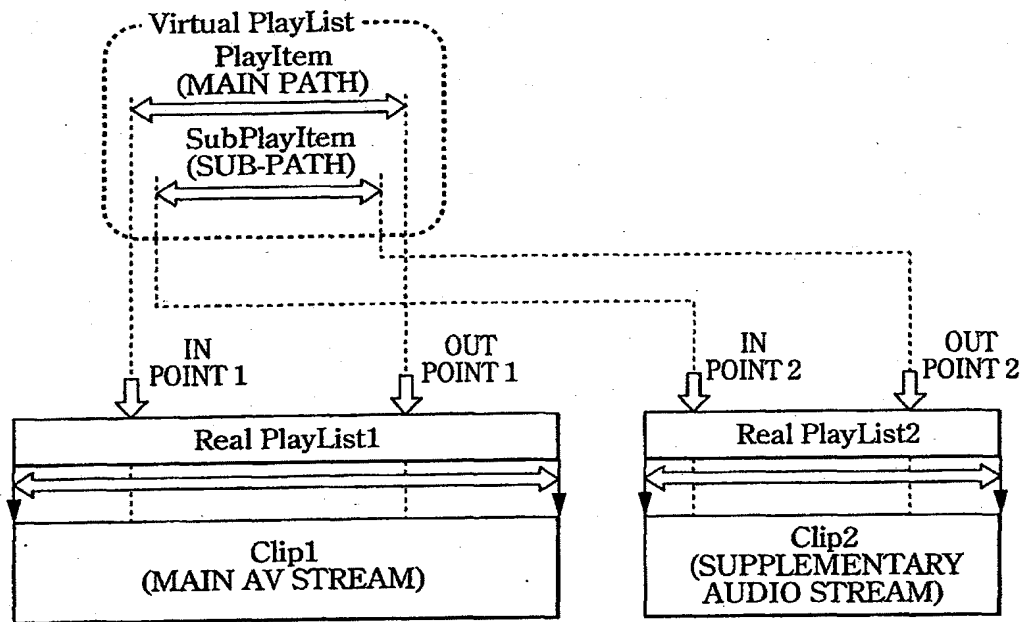 Virtual PlayList
PlayItem
(MAIN PATH)
SubPlayItem
(SUB-PATH)
IN
POINT 1
OUT
POINT 1
IN
POINT 2
OUT
POINT 2
Real PlayList1
Real PlayList2
Clip1
(MAIN AV STREAM)
Clip2
(SUPPLEMENTARY
AUDIO STREAM)